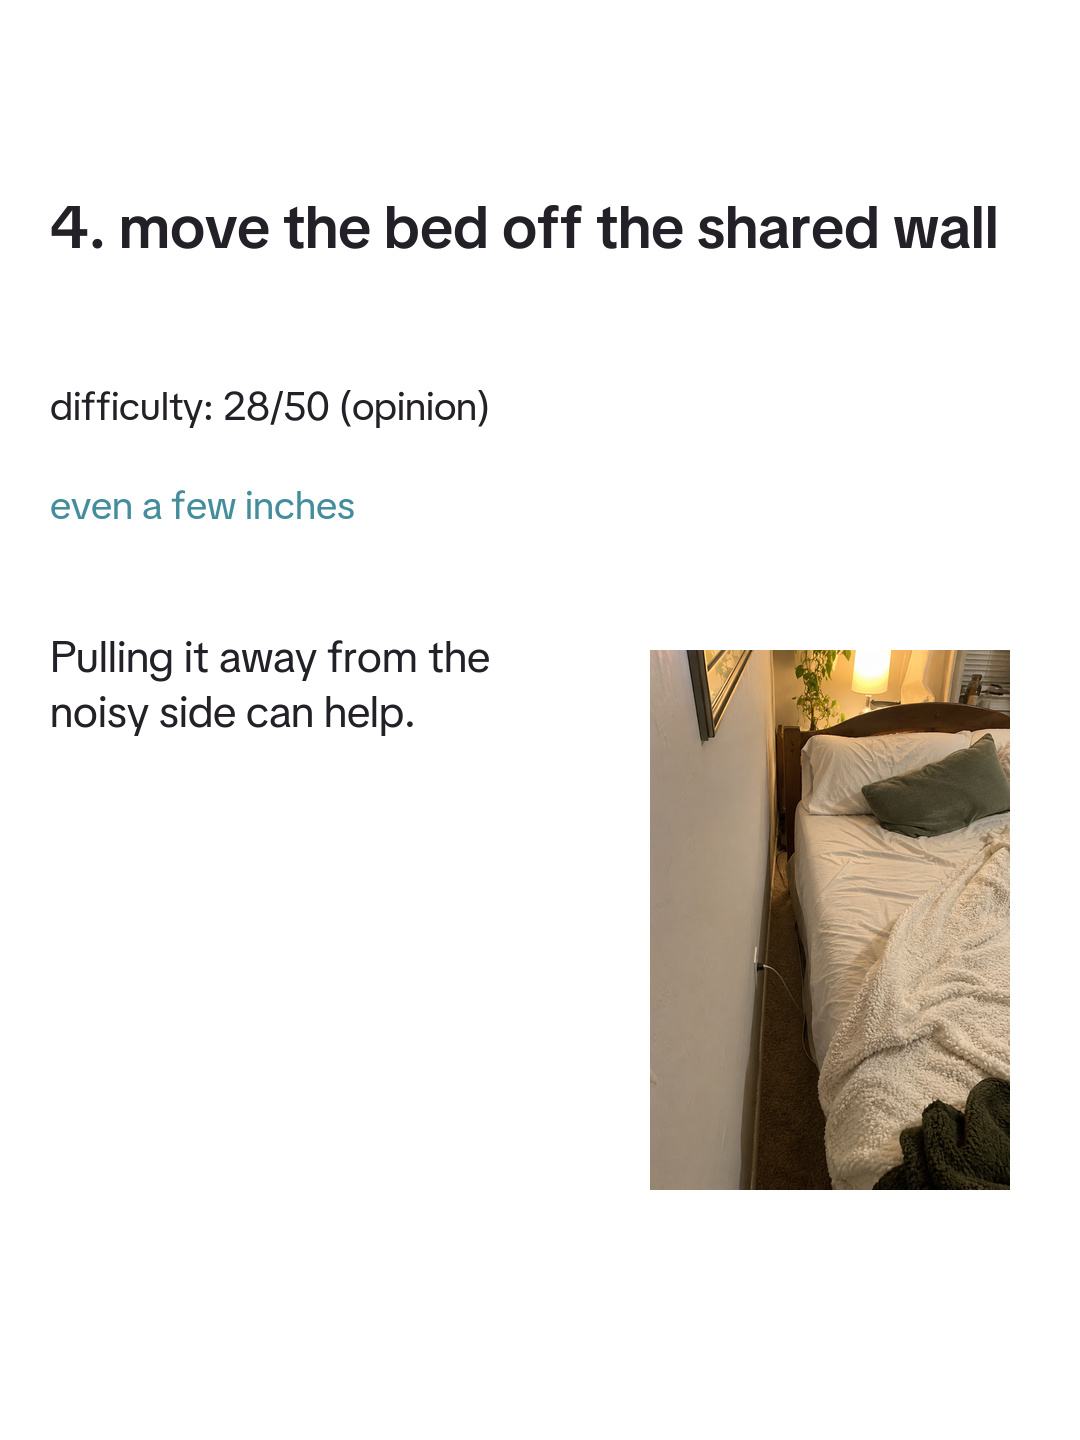 4. move the bed off the shared wall
difficulty: 28/50 (opinion)
even a few inches
Pulling it away from the
noisy side can help.